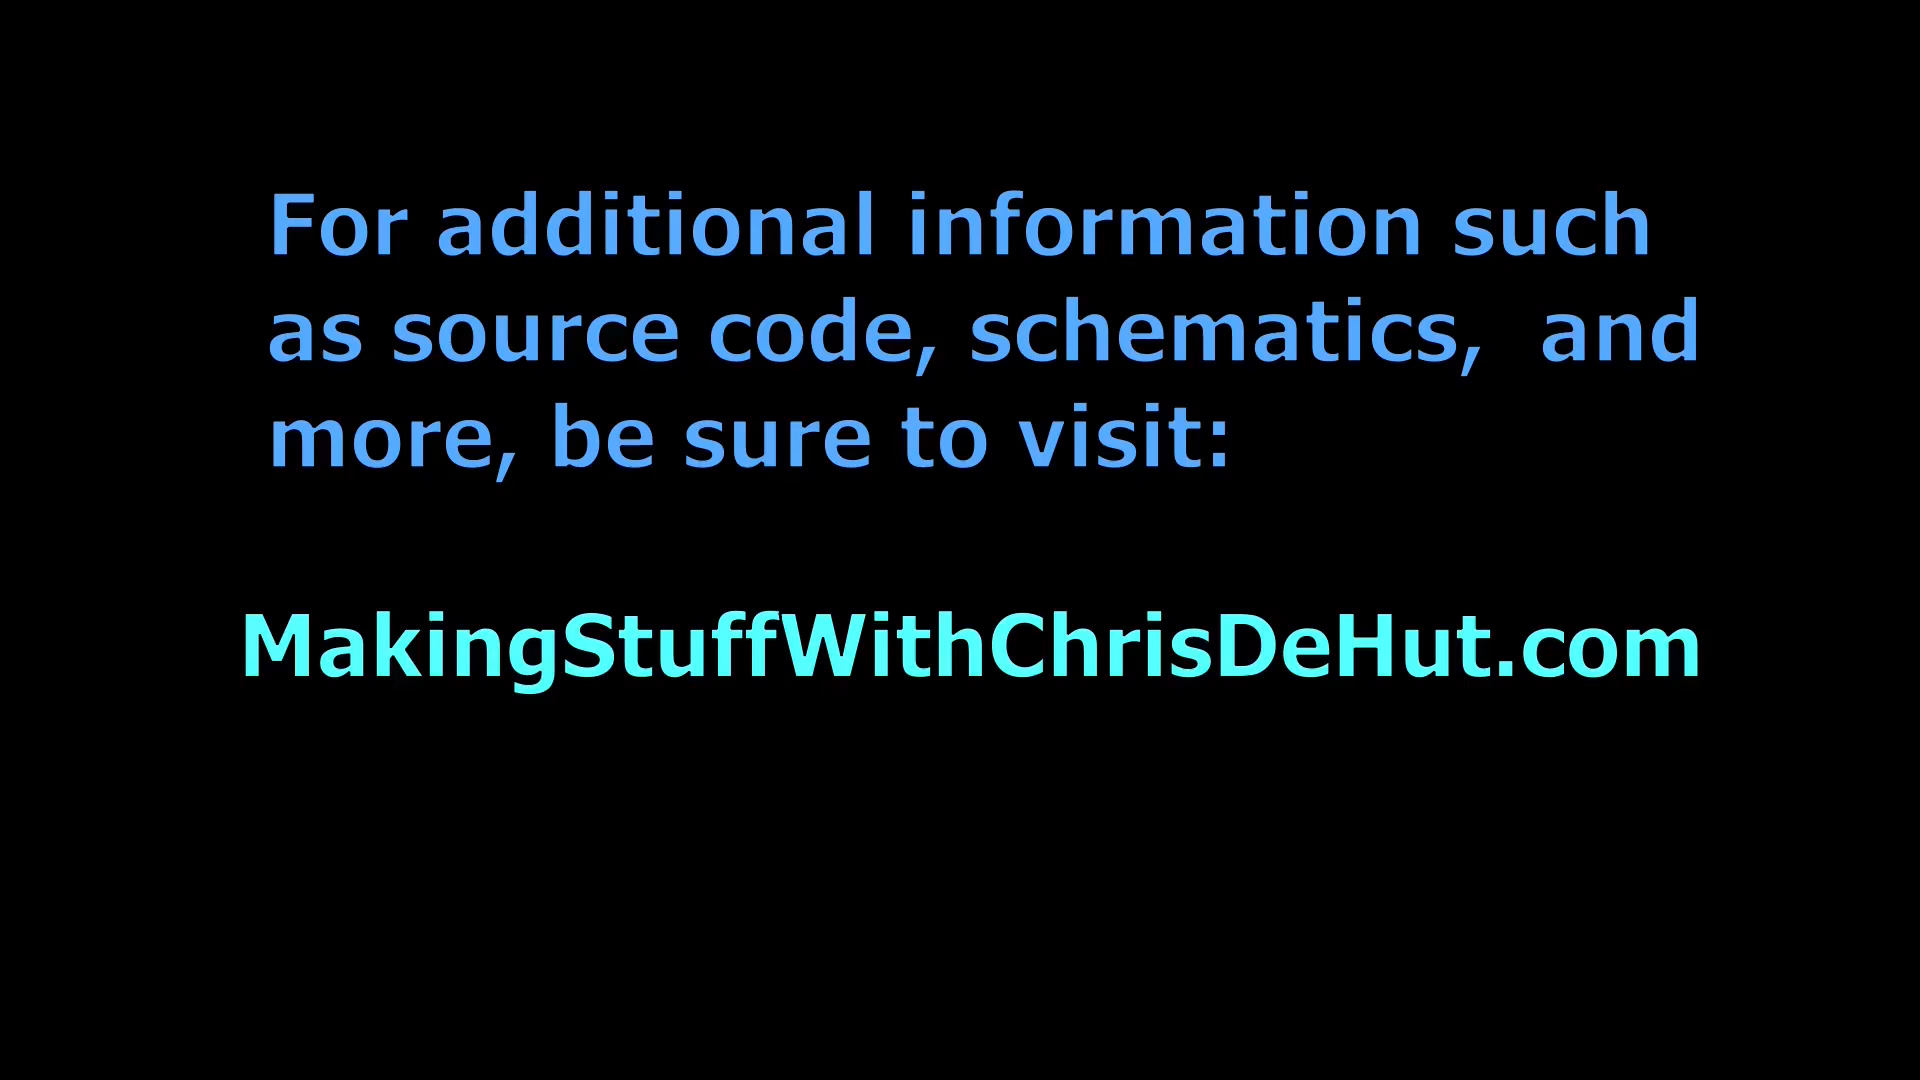 For additional information such
as source code, schematics,  and
more, be sure to visit:
MakingStuffWithChrisDeHut.com